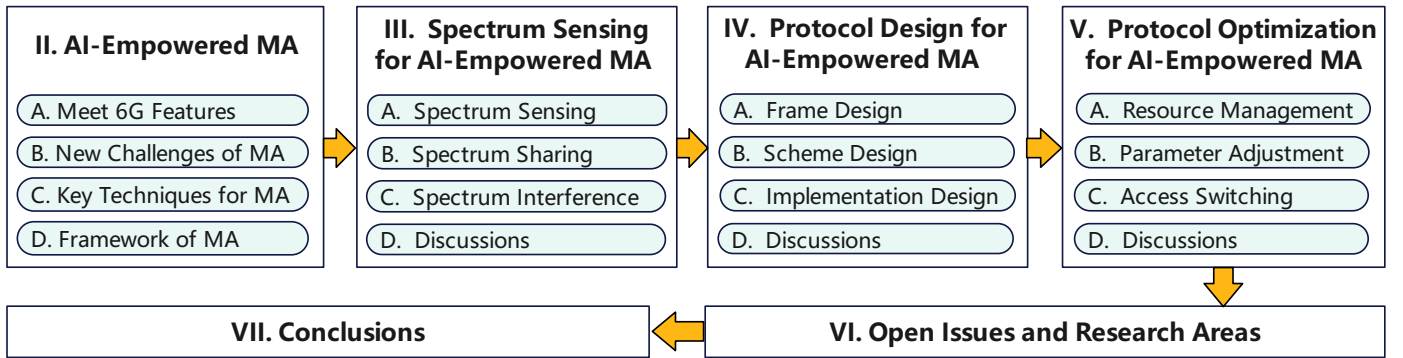 II. AI-Empowered MA
A. Meet 6G Features
B. New Challenges of MA
C. Key Techniques for MA
D. Framework of MA
III. Spectrum Sensing
for AI-Empowered MA
A. Spectrum Sensing
B. Spectrum Sharing
C. Spectrum Interference
D. Discussions
IV. Protocol Design for
AI-Empowered MA
A. Frame Design
B. Scheme Design
C. Implementation Design
D. Discussions
V. Protocol Optimization
for AI-Empowered MA
A. Resource Management
B. Parameter Adjustment
C. Access Switching
D. Discussions
VI. Open Issues and Research Areas
VII. Conclusions